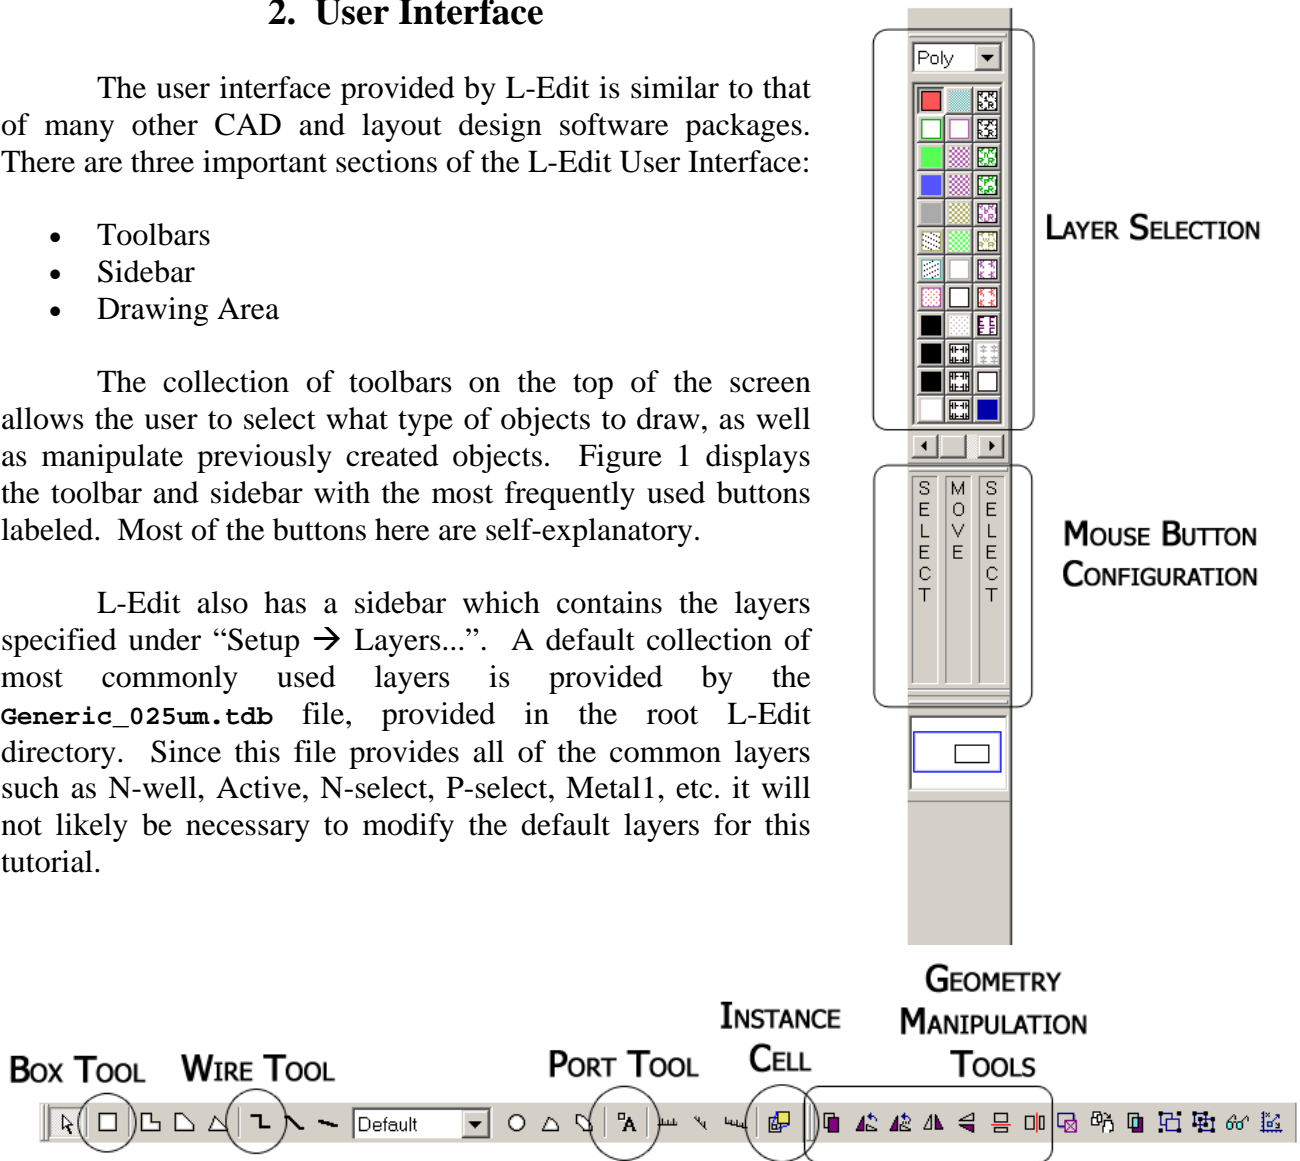 2. User Interface
The user interface provided by L-Edit is similar to that
of many other CAD and layout design software packages.
There are three important sections of the L-Edit User Interface:
• Toolbars
• Sidebar
• Drawing Area
The collection of toolbars on the top of the screen
allows the user to select what type of objects to draw, as well
as manipulate previously created objects. Figure 1 displays
the toolbar and sidebar with the most frequently used buttons
labeled. Most of the buttons here are self-explanatory.
L-Edit also has a sidebar which contains the layers
specified under “Setup → Layers...”. A default collection of
most commonly used layers is provided by the
Generic_025um.tdb file, provided in the root L-Edit
directory. Since this file provides all of the common layers
such as N-well, Active, N-select, P-select, Metal1, etc. it will
not likely be necessary to modify the default layers for this
tutorial.
Poly
LAYER SELECTION
SELECT
MOVE
SELECT
MOUSE BUTTON
CONFIGURATION
BOX TOOL
WIRE TOOL
PORT TOOL
INSTANCE
CELL
GEOMETRY
MANIPULATION
TOOLS
Default
A